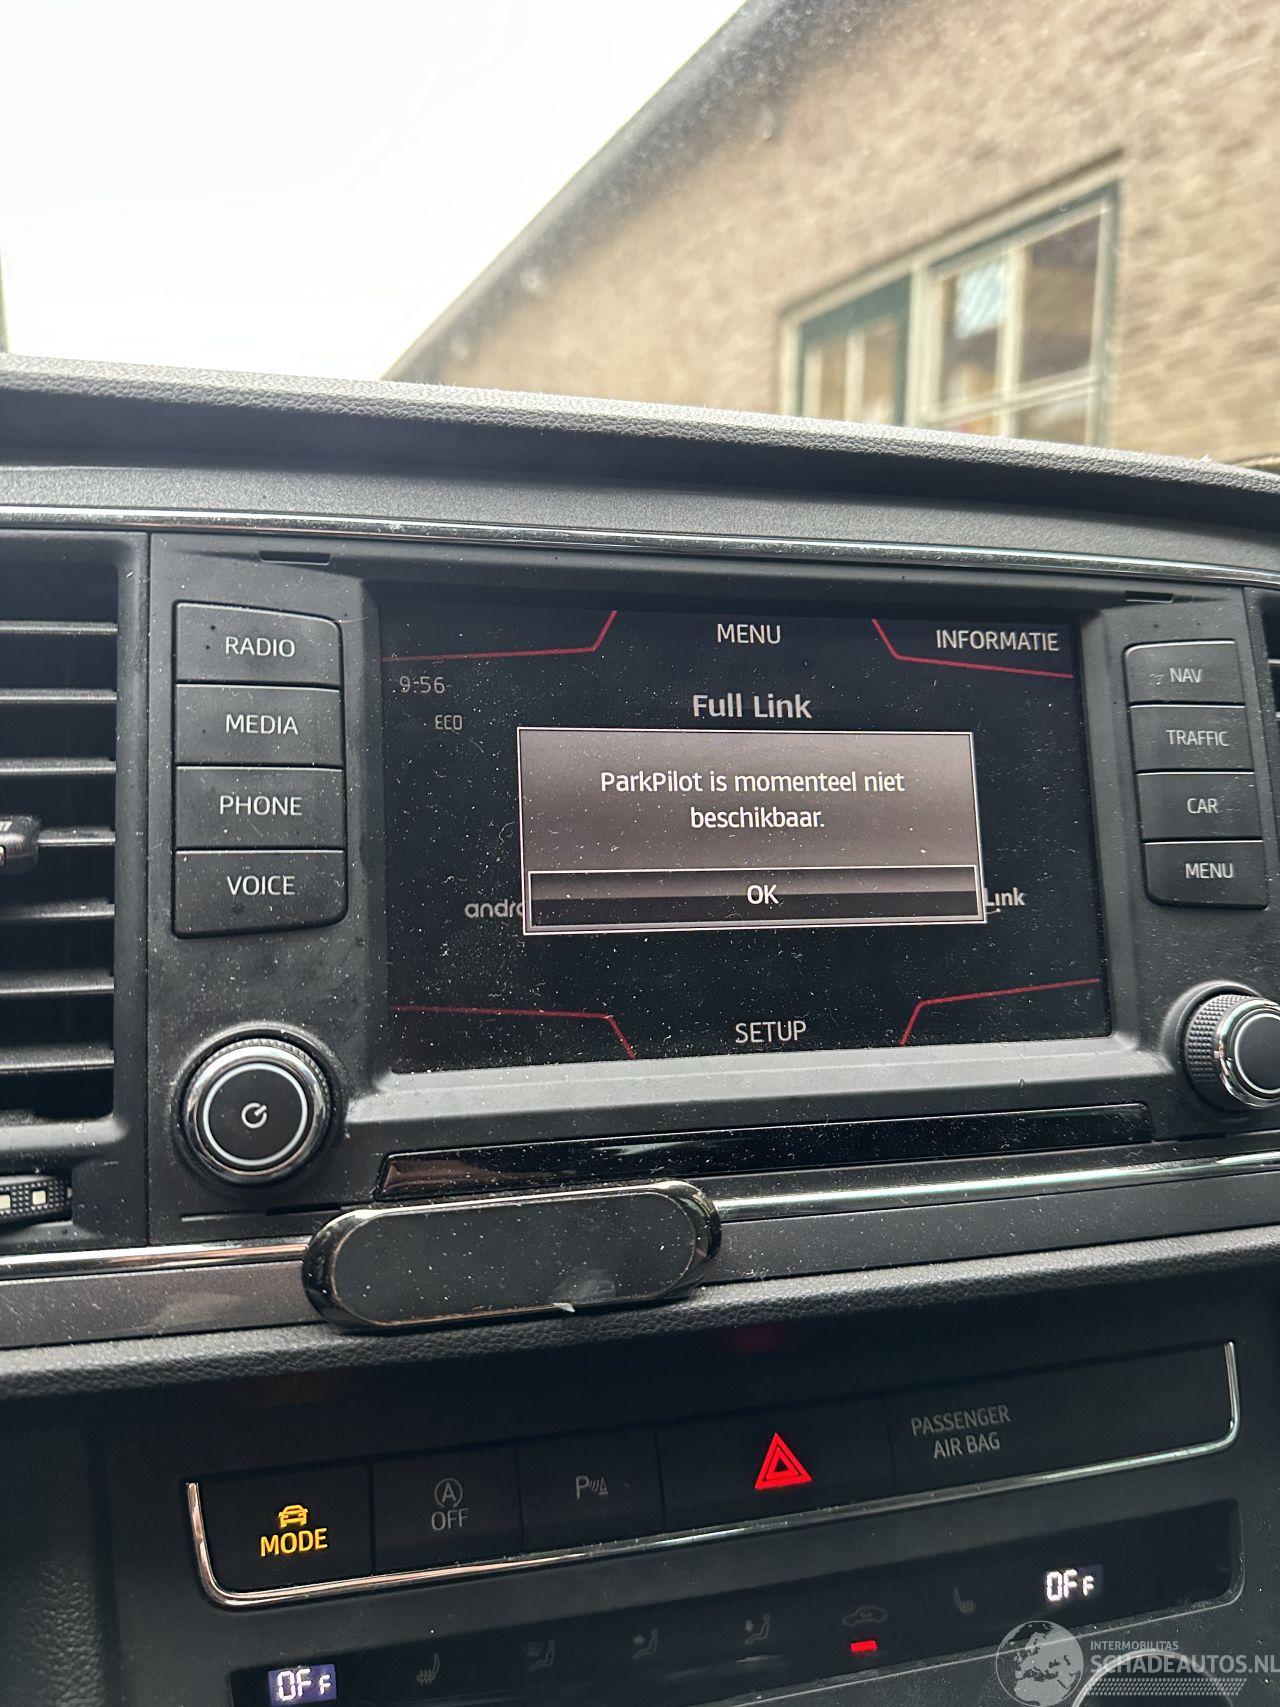 RADIO
MEDIA
PHONE
VOICE
MENU
INFORMATIE
9:56
ECO
Full Link
ParkPilot is momenteel niet
beschikbaar.
OK
SETUP
NAV
TRAFFIC
CAR
MENU
MODE
A
OFF
P
PASSENGER
AIR BAG
OFF
OFF
INTERMOBILITAS
SCHADEAUTOS.NL